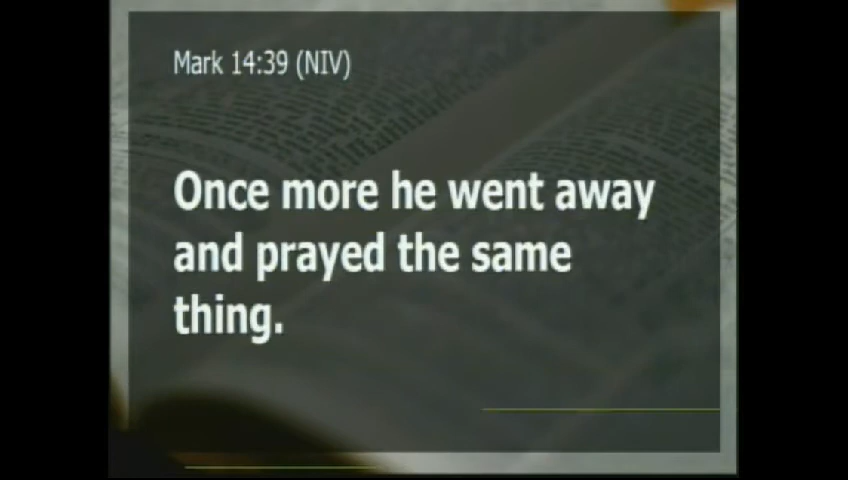 Mark 14:39 (NIV)
Once more he went away
and prayed the same
thing.